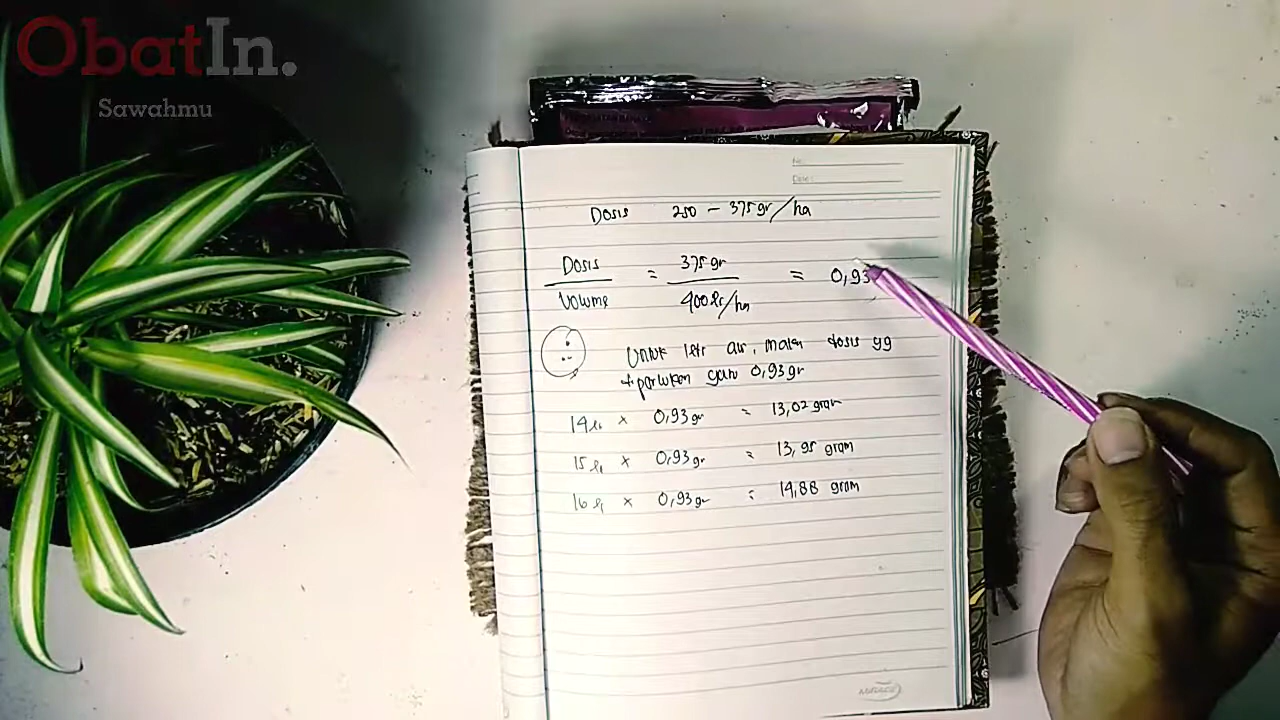 ObatIn.
Sawahmu
No:
Date:
Dosis 250 - 375 gr/ha
Dosis = 375 gr = 0,93
Volume 400 lt/ha
Untuk 1 ltr air, maka dosis yg
diperlukan yaitu 0,93 gr
14 lt x 0,93 gr = 13,02 gram
15 lt x 0,93 gr = 13,95 gram
16 lt x 0,93 gr = 14,88 gram